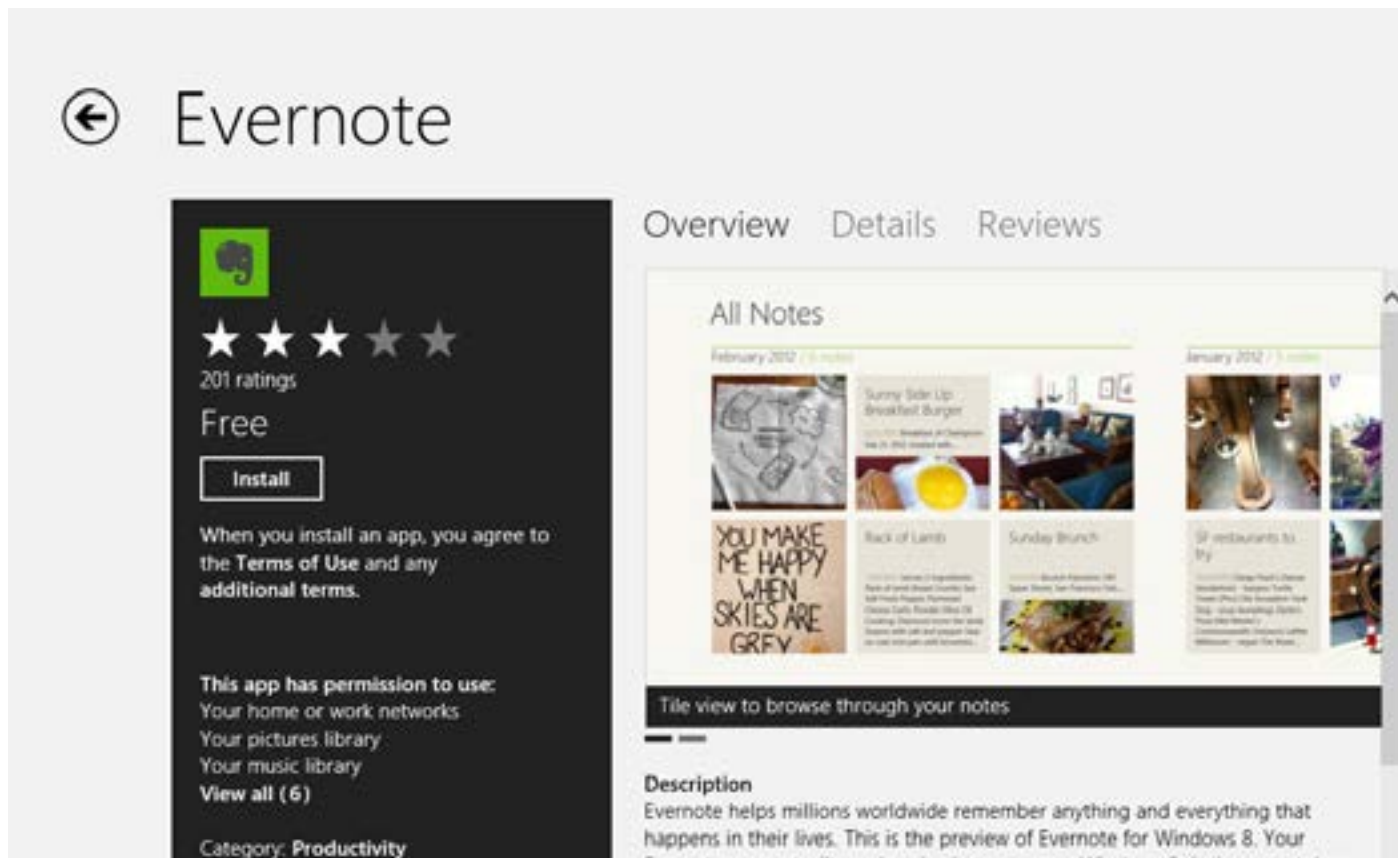 Evernote
201 ratings
Free
Install
When you install an app, you agree to
the Terms of Use and any
additional terms.
This app has permission to use:
Your home or work networks
Your pictures library
Your music library
View all (6)
Category: Productivity
Overview Details Reviews
All Notes
February 2012 / 6 notes
Sunny Side Up
Breakfast Burger
YOU MAKE
ME HAPPY
WHEN
SKIES ARE
GREY
Rack of Lamb
Sunday Brunch
January 2012 / 5 notes
SF restaurants to
try
Tile view to browse through your notes
Description
Evernote helps millions worldwide remember anything and everything that
happens in their lives. This is the preview of Evernote for Windows 8. Your